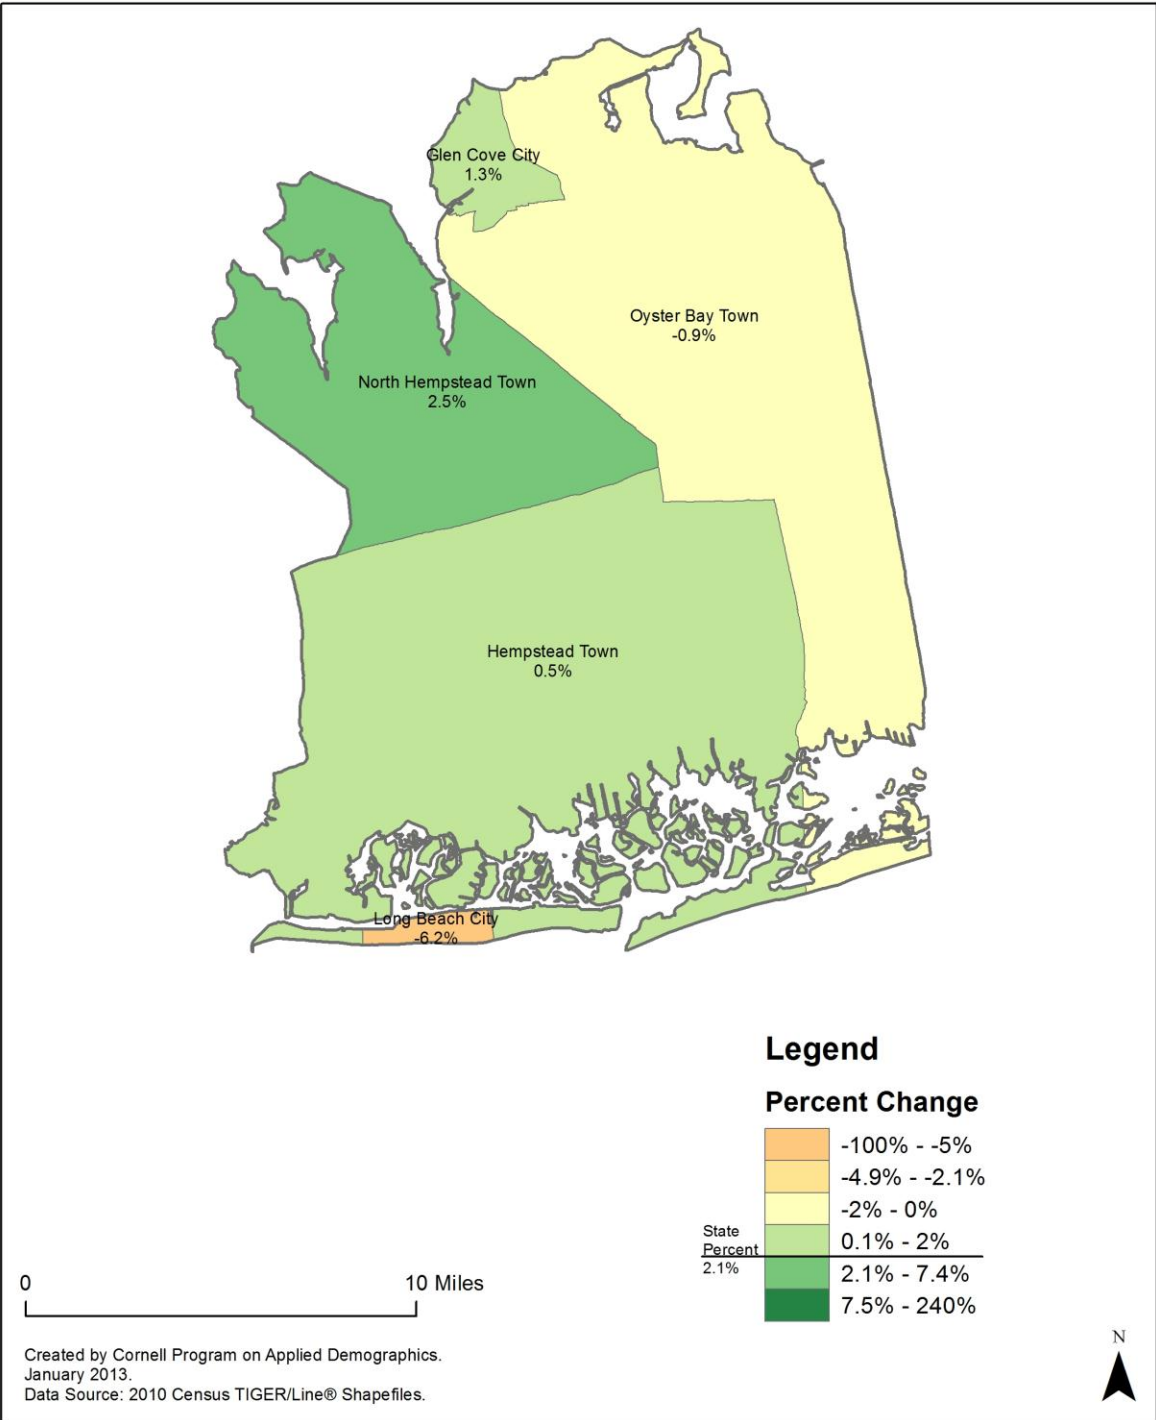 Glen Cove City
1.3%
Oyster Bay Town
-0.9%
North Hempstead Town
2.5%
Hempstead Town
0.5%
Long Beach City
-6.2%
Legend
Percent Change
-100% - -5%
-4.9% - -2.1%
-2% - 0%
0.1% - 2%
2.1% - 7.4%
7.5% - 240%
State
Percent
2.1%
0 10 Miles
Created by Cornell Program on Applied Demographics.
January 2013.
Data Source: 2010 Census TIGER/Line® Shapefiles.
N